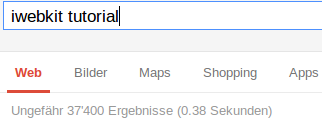 iwebkit tutorial
Web Bilder Maps Shopping Apps
Ungefähr 37'400 Ergebnisse (0.38 Sekunden)